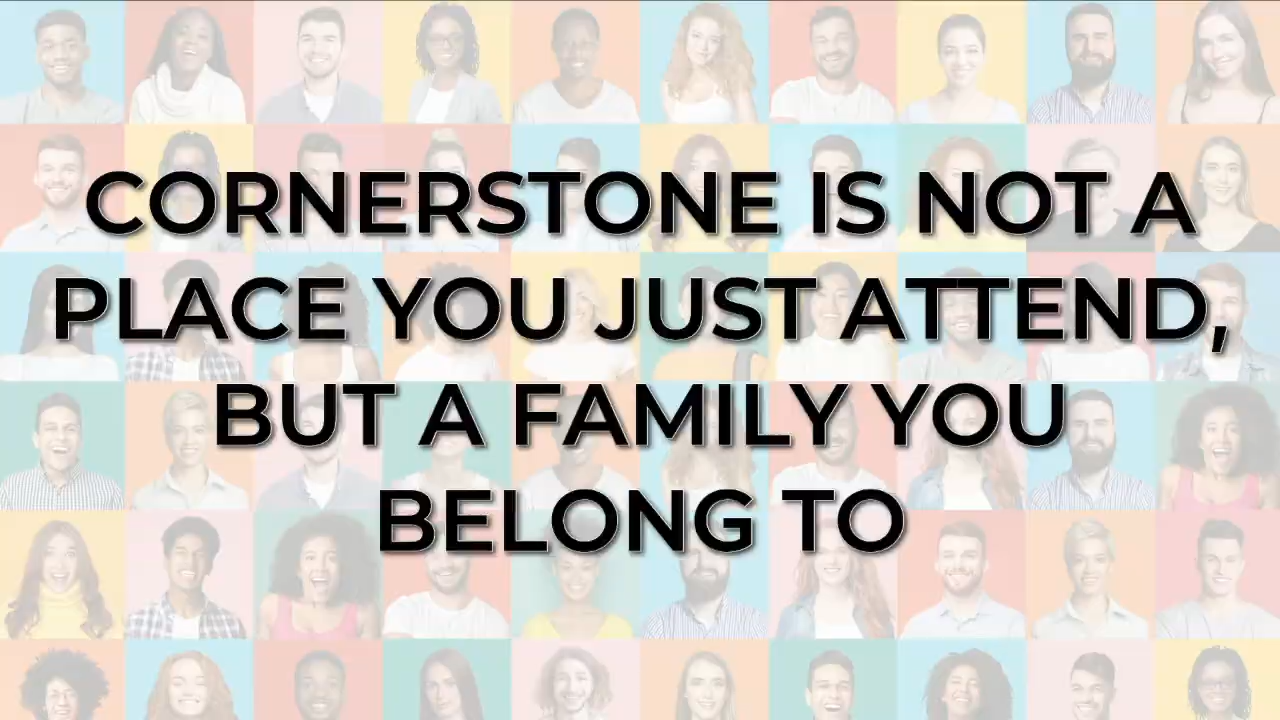 CORNERSTONE IS NOT A
PLACE YOU JUST ATTEND,
BUT A FAMILY YOU
BELONG TO